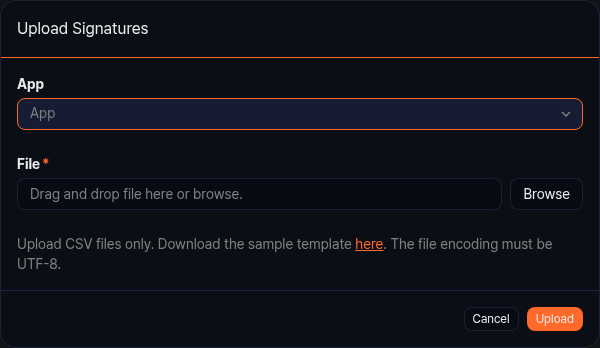 Upload Signatures
App
App
File *
Drag and drop file here or browse.
Browse
Upload CSV files only. Download the sample template here. The file encoding must be
UTF-8.
Cancel
Upload